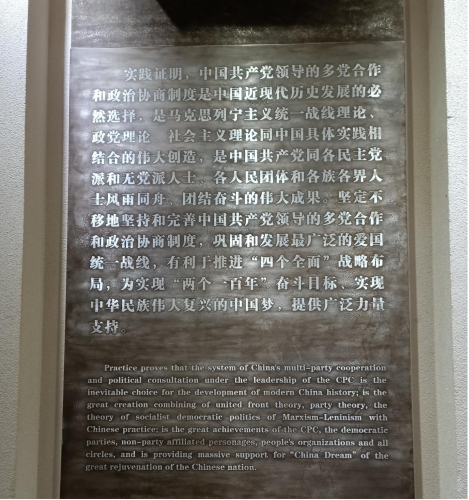 实践证明，中国共产党领导的多党合作
和政治协商制度是中国近现代历史发展的必
然选择，是马克思列宁主义统一战线理论、
政党理论 社会主义理论同中国具体实践相
结合的伟大创造，是中国共产党同各民主党
派和无党派人士、各人民团体和各族各界人
士风雨同舟、团结奋斗的伟大成果。坚定不
移地坚持和完善中国共产党领导的多党合作
和政治协商制度，巩固和发展最广泛的爱国
统一战线，有利于推进“四个全面”战略布
局，为实现“两个一百年”奋斗目标、实现
中华民族伟大复兴的中国梦，提供广泛力量
支持。
Practice proves that the system of China's multi-party cooperation
and political consultation under the leadership of the CPC is the
inevitable choice for the development of modern China history; is the
great creation combining of united front theory, party theory, the
theory of socialist democratic politics of Marxism-Leninism with
Chinese practice; is the great achievements of the CPC, the democratic
parties, non-party affiliated personages, people's organizations and all
circles, and is providing massive support for "China Dream" of the
great rejuvenation of the Chinese nation.